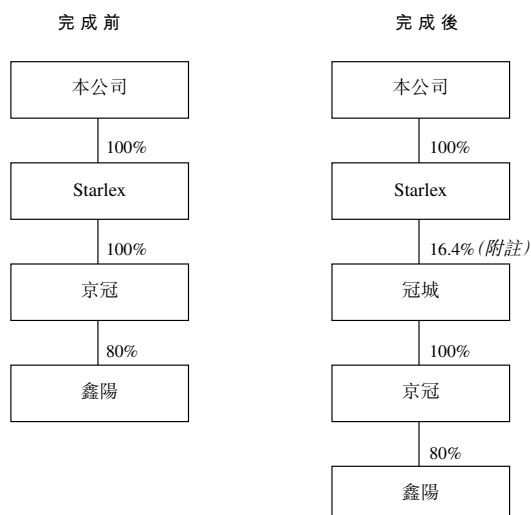 完成前
本公司
100%
Starlex
100%
京冠
80%
鑫陽
完成後
本公司
100%
Starlex
16.4%(附註)
冠城
100%
京冠
80%
鑫陽